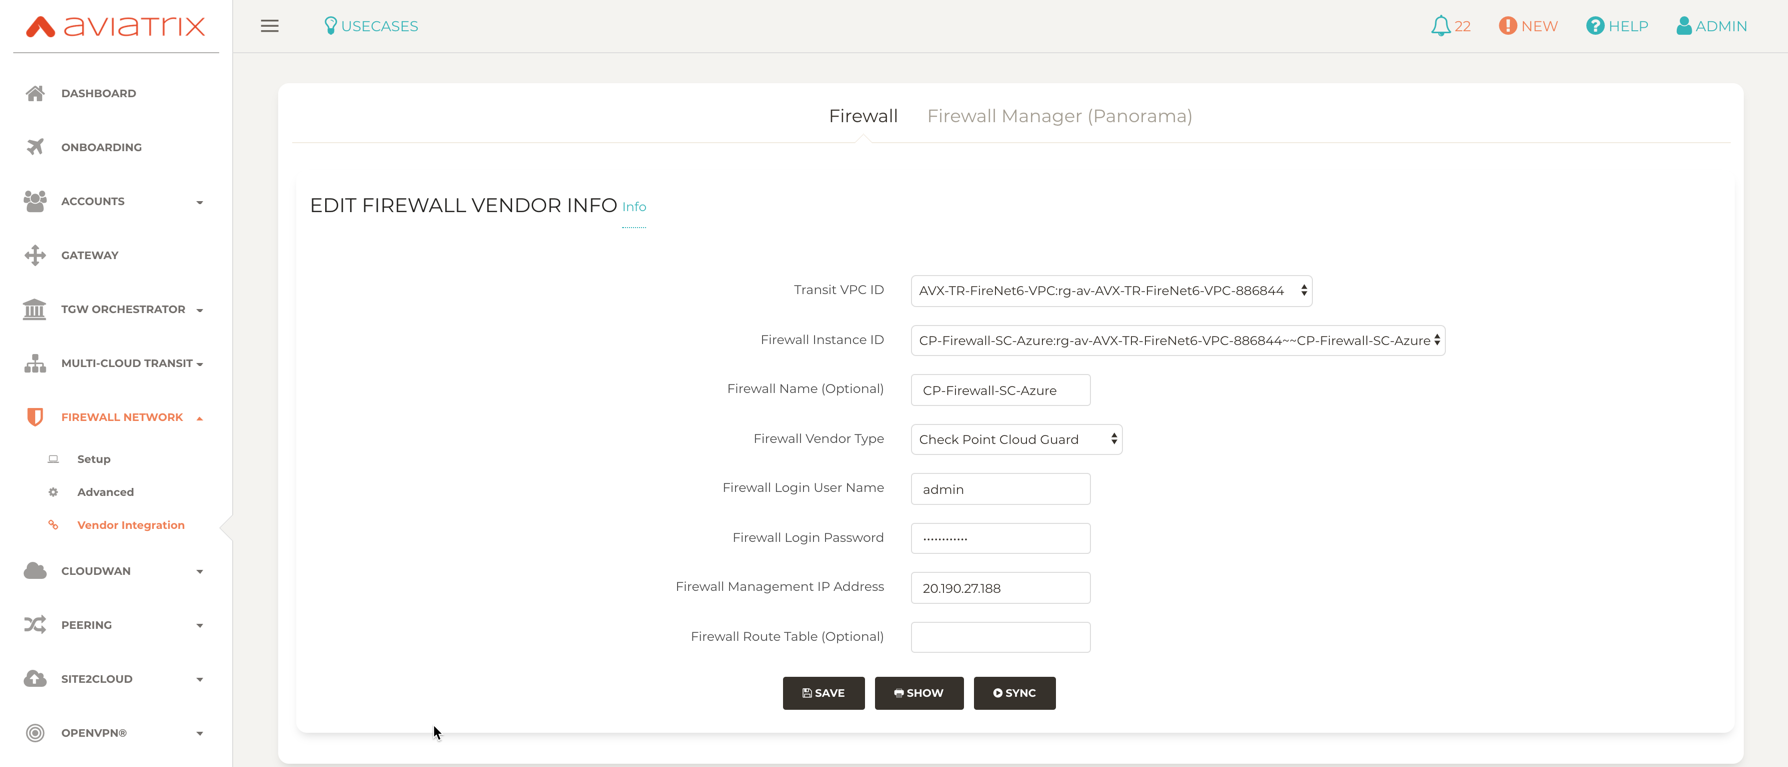 aviatrix
USECASES
22
NEW
HELP
ADMIN
DASHBOARD
ONBOARDING
ACCOUNTS
GATEWAY
TGW ORCHESTRATOR
MULTI-CLOUD TRANSIT
FIREWALL NETWORK
Setup
Advanced
Vendor Integration
CLOUDWAN
PEERING
SITE2CLOUD
OPENVPN®
Firewall Firewall Manager (Panorama)
EDIT FIREWALL VENDOR INFO Info
Transit VPC ID AVX-TR-FireNet6-VPC:rg-av-AVX-TR-FireNet6-VPC-886844
Firewall Instance ID CP-Firewall-SC-Azure:rg-av-AVX-TR-FireNet6-VPC-886844~~CP-Firewall-SC-Azure
Firewall Name (Optional) CP-Firewall-SC-Azure
Firewall Vendor Type Check Point Cloud Guard
Firewall Login User Name admin
Firewall Login Password ············
Firewall Management IP Address 20.190.27.188
Firewall Route Table (Optional)
SAVE SHOW SYNC